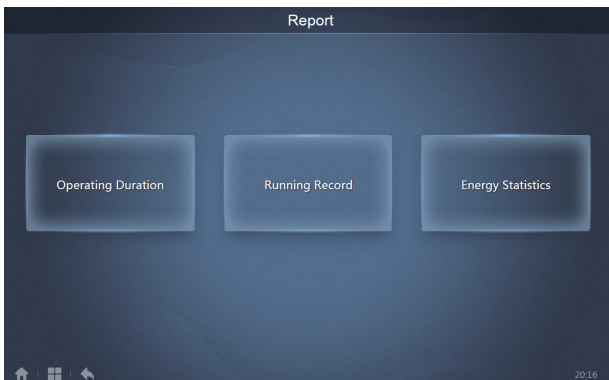 Report
Operating Duration
Running Record
Energy Statistics
20:16